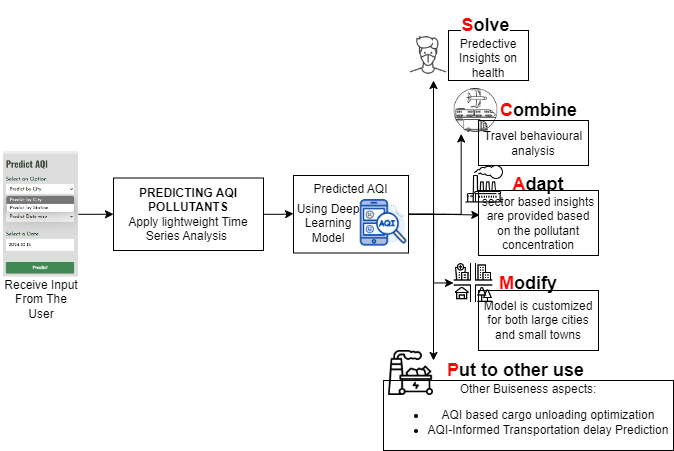 Solve
Predective
Insights on
health
Combine
Travel behavioural
analysis
Predict AQI
Select an Option
Predict by City
Predict by City
Predict by Station
Predict Date wise
Select a Date
Predict
Receive Input
From The
User
PREDICTING AQI
POLLUTANTS
Apply lightweight Time
Series Analysis
Predicted AQI
Using Deep
Learning
Model
AQI
Adapt
sector based insights
are provided based on
the pollutant
concentration
Modify
Model is customized
for both large cities
and small towns
Put to other use
Other Buiseness aspects:
• AQI based cargo unloading optimization
• AQI-Informed Transportation delay Prediction